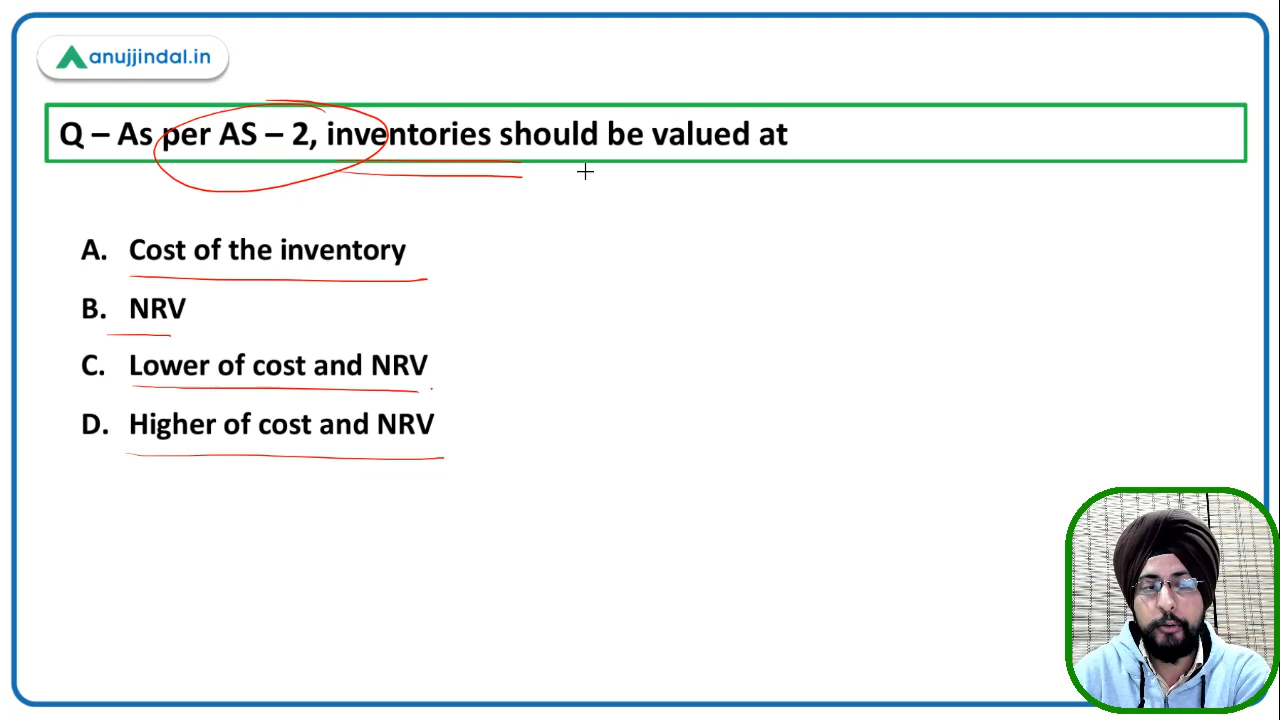 anujjindal.in
Q – As per AS – 2, inventories should be valued at
A. Cost of the inventory
B. NRV
C. Lower of cost and NRV
D. Higher of cost and NRV